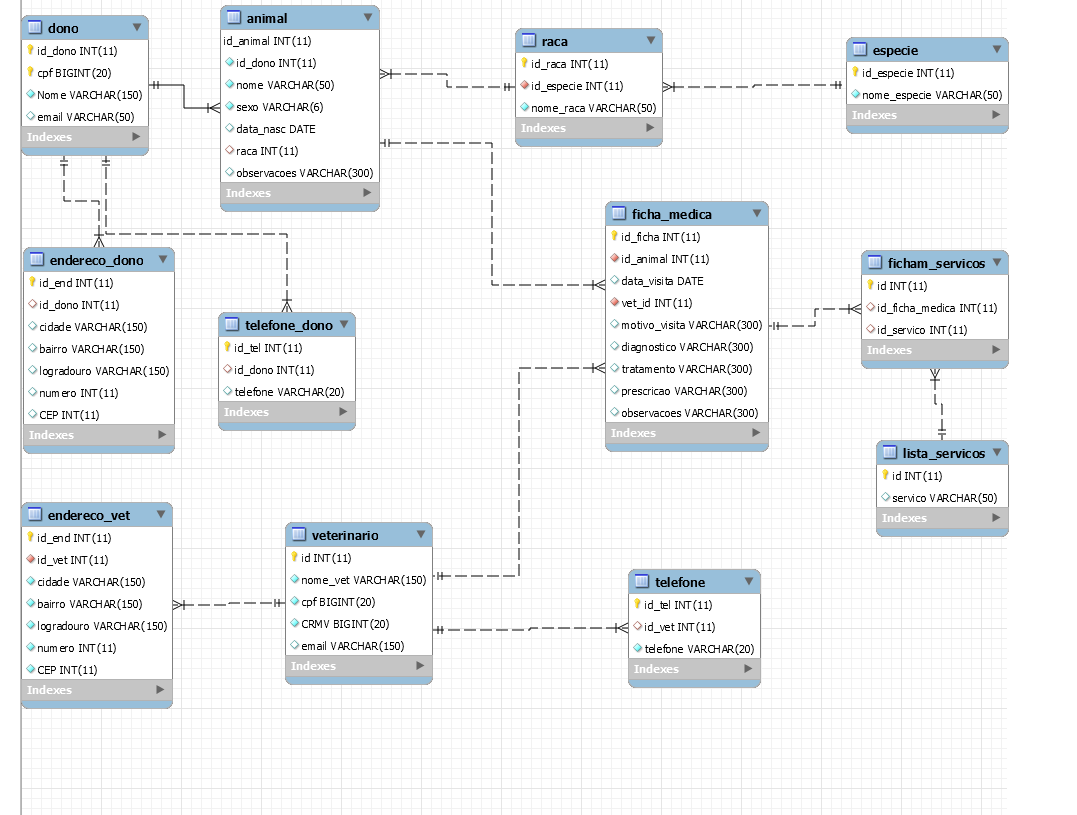 dono
id_dono INT(11)
cpf BIGINT(20)
Nome VARCHAR(150)
email VARCHAR(50)
Indexes
animal
id_animal INT(11)
id_dono INT(11)
nome VARCHAR(50)
sexo VARCHAR(6)
data_nasc DATE
raca INT(11)
observacoes VARCHAR(300)
Indexes
raca
id_raca INT(11)
id_especie INT(11)
nome_raca VARCHAR(50)
Indexes
especie
id_especie INT(11)
nome_especie VARCHAR(50)
Indexes
endereco_dono
id_end INT(11)
id_dono INT(11)
cidade VARCHAR(150)
bairro VARCHAR(150)
logradouro VARCHAR(150)
numero INT(11)
CEP INT(11)
Indexes
telefone_dono
id_tel INT(11)
id_dono INT(11)
telefone VARCHAR(20)
Indexes
ficha_medica
id_ficha INT(11)
id_animal INT(11)
data_visita DATE
vet_id INT(11)
motivo_visita VARCHAR(300)
diagnostico VARCHAR(300)
tratamento VARCHAR(300)
prescricao VARCHAR(300)
observacoes VARCHAR(300)
Indexes
ficham_servicos
id INT(11)
id_ficha_medica INT(11)
id_servico INT(11)
Indexes
lista_servicos
id INT(11)
servico VARCHAR(50)
Indexes
endereco_vet
id_end INT(11)
id_vet INT(11)
cidade VARCHAR(150)
bairro VARCHAR(150)
logradouro VARCHAR(150)
numero INT(11)
CEP INT(11)
Indexes
veterinario
id INT(11)
nome_vet VARCHAR(150)
cpf BIGINT(20)
CRMV BIGINT(20)
email VARCHAR(150)
Indexes
telefone
id_tel INT(11)
id_vet INT(11)
telefone VARCHAR(20)
Indexes